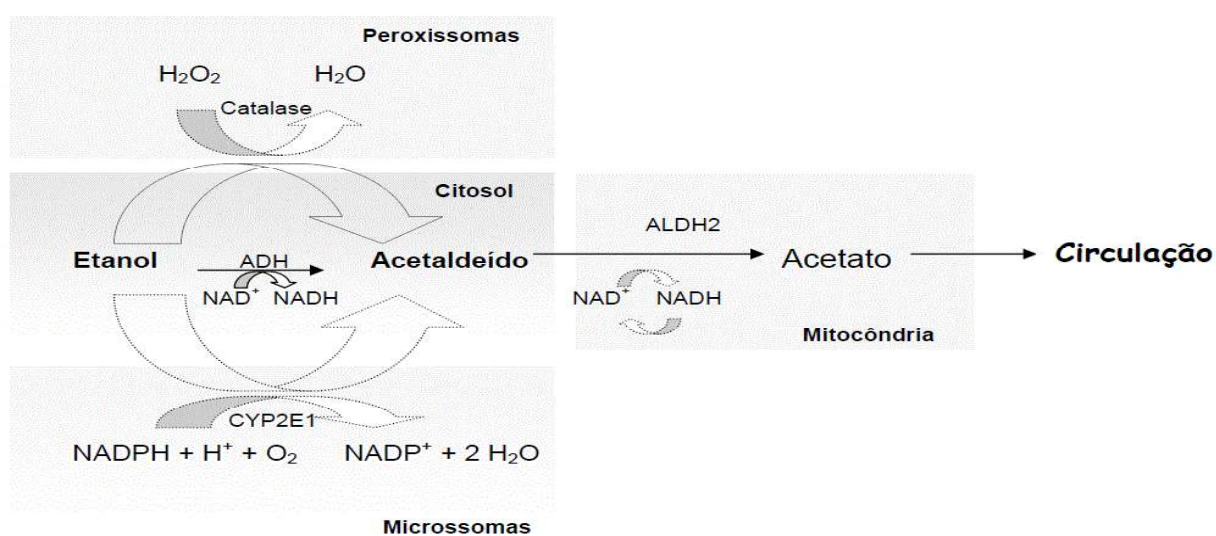 Peroxissomas
H₂O₂ H₂O
Catalase
Citosol
ALDH2
Etanol ADH Acetaldeído Acetato Circulação
NAD⁺ NADH NAD⁺ NADH
Mitocôndria
CYP2E1
NADPH + H⁺ + O₂ NADP⁺ + 2 H₂O
Microssomas